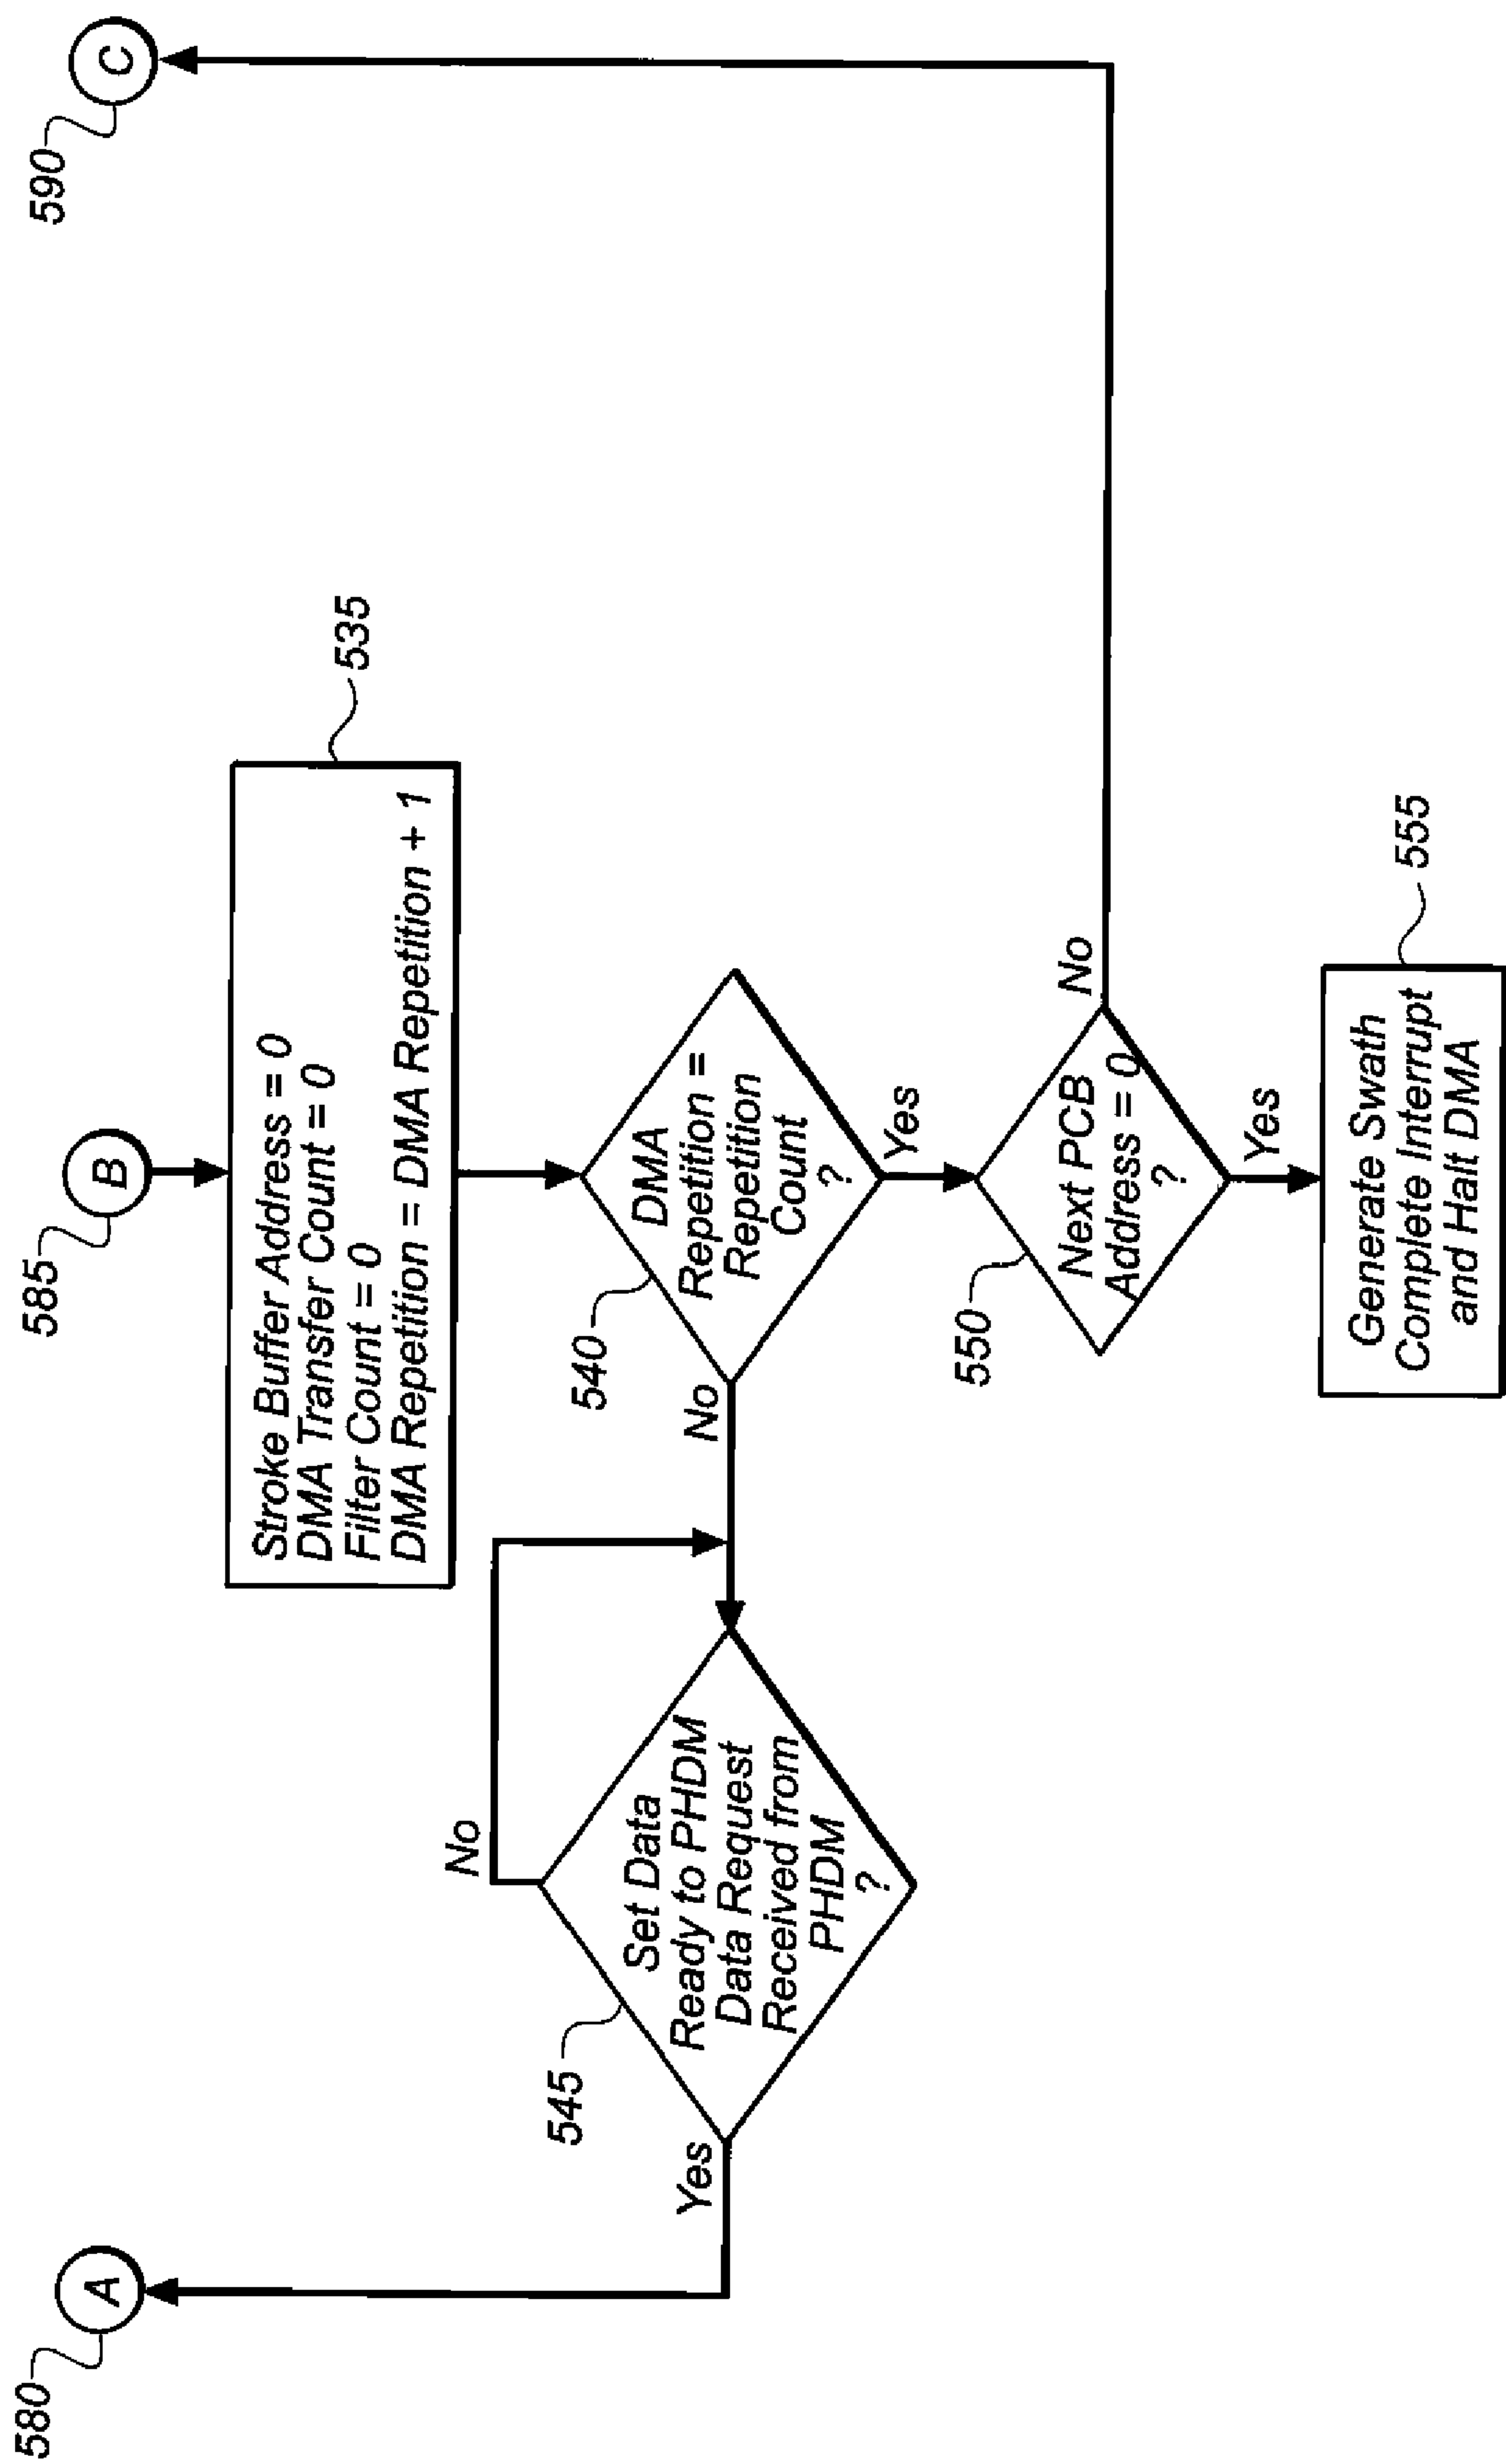 580
A
585
B
590
C
Stroke Buffer Address = 0
DMA Transfer Count = 0
Filter Count = 0
DMA Repetition = DMA Repetition + 1
535
540
DMA
Repetition =
Repetition
Count
?
No
Yes
545
Set Data
Ready to PHDM
Data Request
Received from
PHDM
?
No
Yes
550
Next PCB
Address = 0
?
No
Yes
Generate Swath
Complete Interrupt
and Halt DMA
555